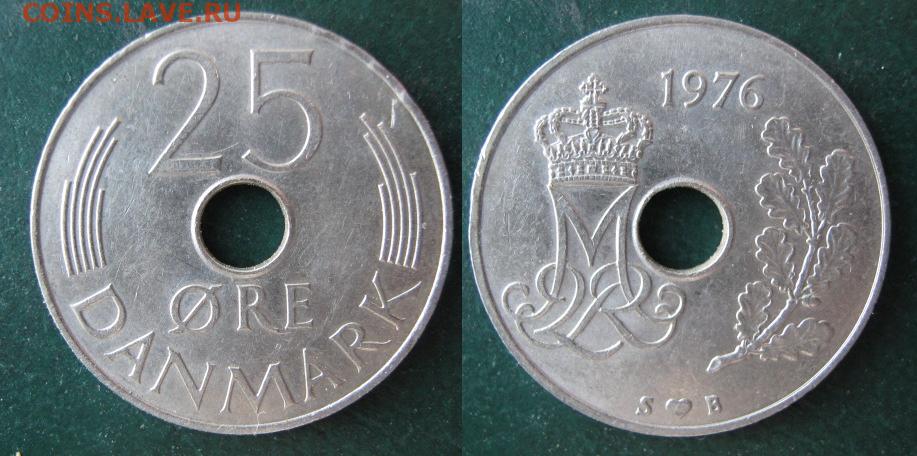 COINS.LAVE.RU
25
ØRE
DANMARK
1976
S ♥ B